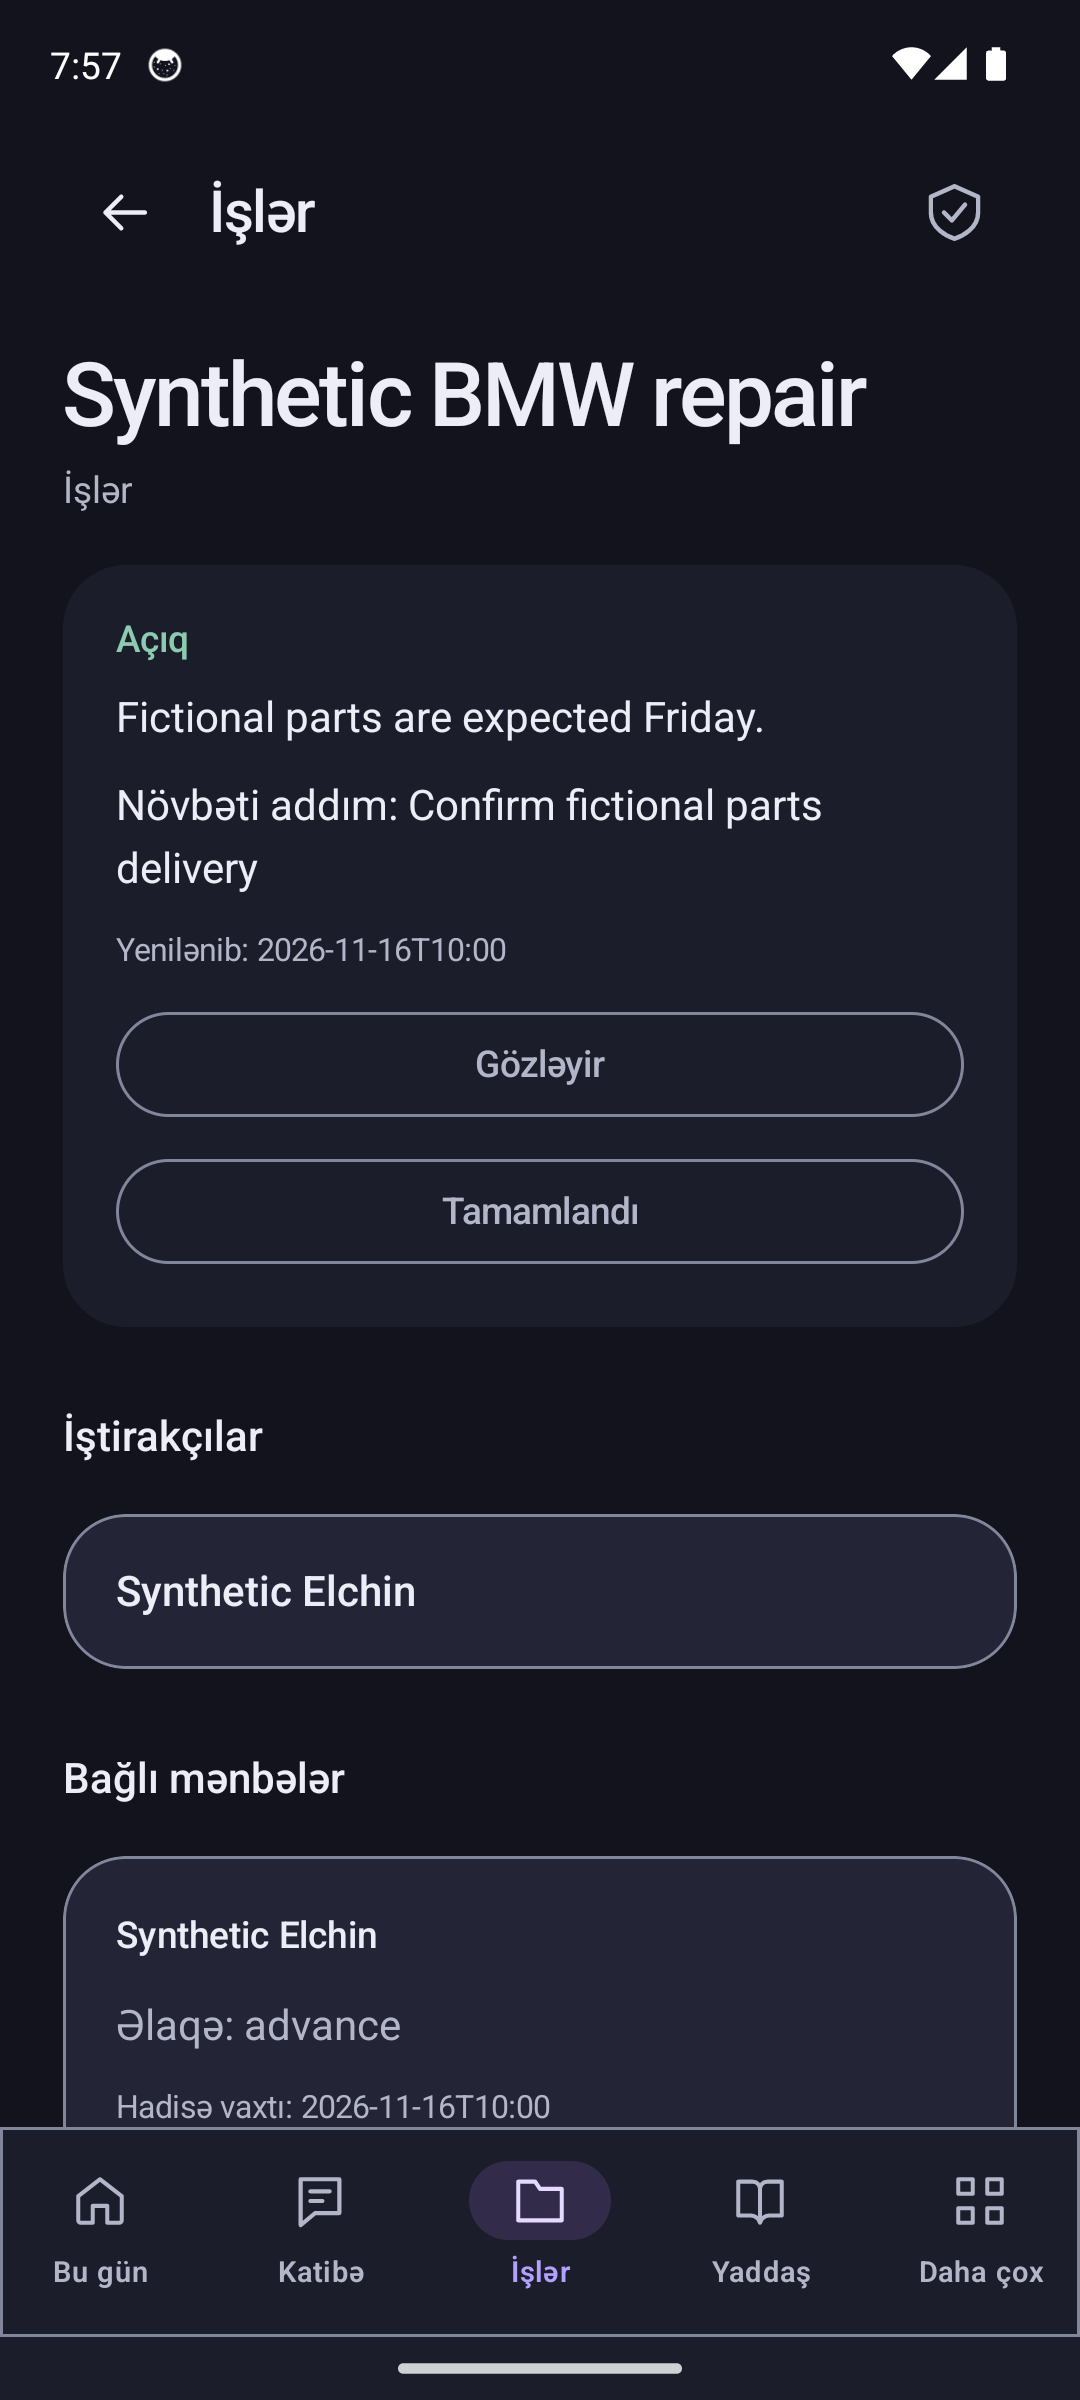 7:57
İşlər
Synthetic BMW repair
İşlər
Açıq
Fictional parts are expected Friday.
Növbəti addım: Confirm fictional parts
delivery
Yenilənib: 2026-11-16T10:00
Gözləyir
Tamamlandı
İştirakçılar
Synthetic Elchin
Bağlı mənbələr
Synthetic Elchin
Əlaqə: advance
Hadisə vaxtı: 2026-11-16T10:00
Bu gün
Katibə
İşlər
Yaddaş
Daha çox